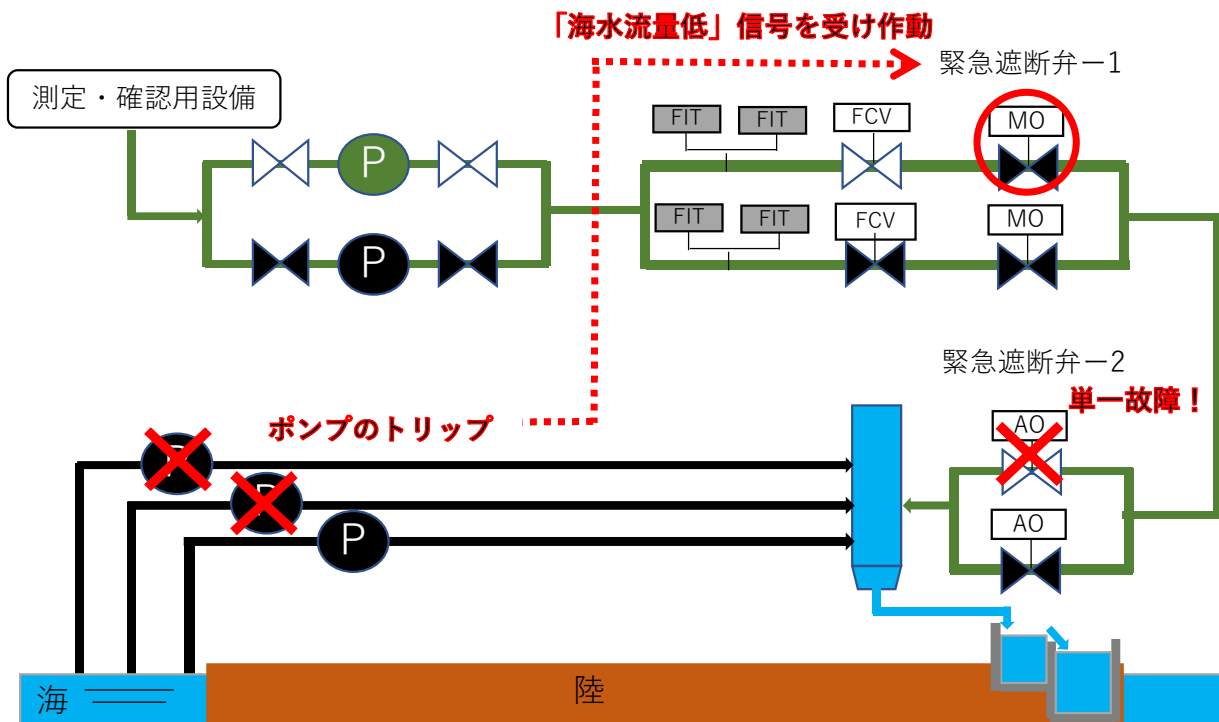 「海水流量低」信号を受け作動
緊急遮断弁ー1
測定・確認用設備
FIT
FIT
FCV
MO
P
FIT
FIT
FCV
MO
P
緊急遮断弁ー2
単一故障！
ポンプのトリップ
AO
P
P
P
AO
海
陸